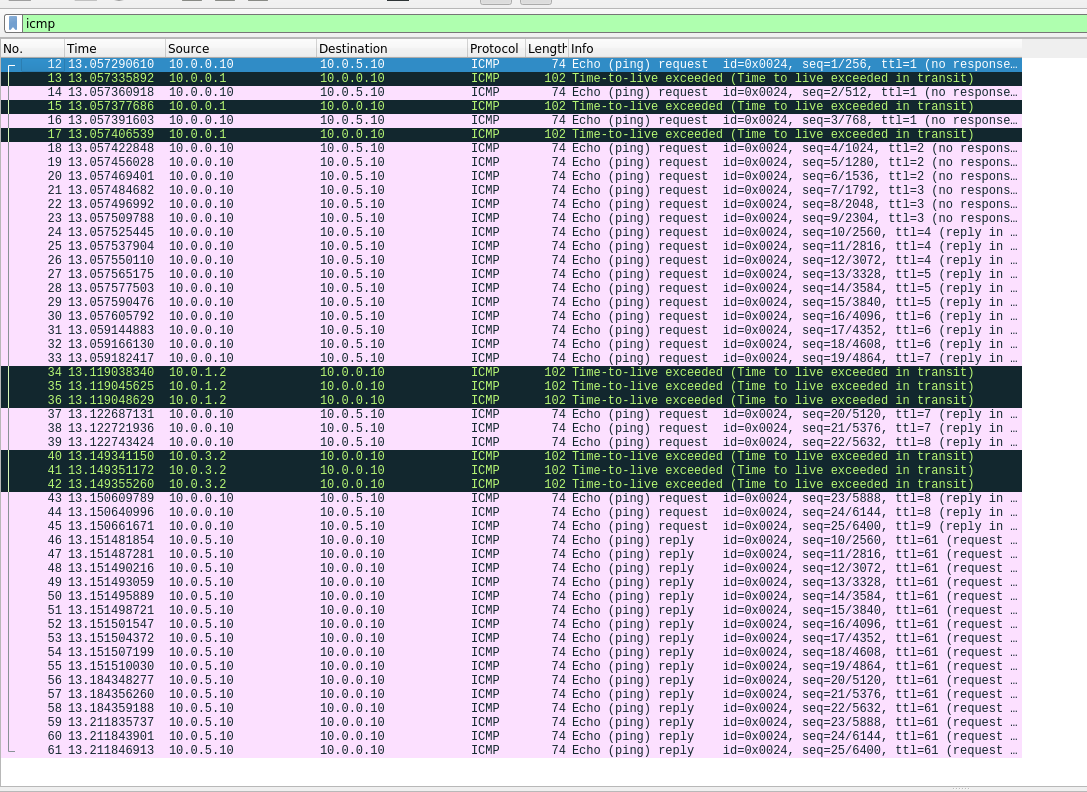 icmp
No. Time Source Destination Protocol Length Info
12 13.057290610 10.0.0.10 10.0.5.10 ICMP 74 Echo (ping) request id=0x0024, seq=1/256, ttl=1 (no response…
13 13.057335892 10.0.0.1 10.0.0.10 ICMP 102 Time-to-live exceeded (Time to live exceeded in transit)
14 13.057360918 10.0.0.10 10.0.5.10 ICMP 74 Echo (ping) request id=0x0024, seq=2/512, ttl=1 (no response…
15 13.057377686 10.0.0.1 10.0.0.10 ICMP 102 Time-to-live exceeded (Time to live exceeded in transit)
16 13.057391603 10.0.0.10 10.0.5.10 ICMP 74 Echo (ping) request id=0x0024, seq=3/768, ttl=1 (no response…
17 13.057406539 10.0.0.1 10.0.0.10 ICMP 102 Time-to-live exceeded (Time to live exceeded in transit)
18 13.057422848 10.0.0.10 10.0.5.10 ICMP 74 Echo (ping) request id=0x0024, seq=4/1024, ttl=2 (no respons…
19 13.057456028 10.0.0.10 10.0.5.10 ICMP 74 Echo (ping) request id=0x0024, seq=5/1280, ttl=2 (no respons…
20 13.057469401 10.0.0.10 10.0.5.10 ICMP 74 Echo (ping) request id=0x0024, seq=6/1536, ttl=2 (no respons…
21 13.057484682 10.0.0.10 10.0.5.10 ICMP 74 Echo (ping) request id=0x0024, seq=7/1792, ttl=3 (no respons…
22 13.057496992 10.0.0.10 10.0.5.10 ICMP 74 Echo (ping) request id=0x0024, seq=8/2048, ttl=3 (no respons…
23 13.057509788 10.0.0.10 10.0.5.10 ICMP 74 Echo (ping) request id=0x0024, seq=9/2304, ttl=3 (no respons…
24 13.057525445 10.0.0.10 10.0.5.10 ICMP 74 Echo (ping) request id=0x0024, seq=10/2560, ttl=4 (reply in …
25 13.057537904 10.0.0.10 10.0.5.10 ICMP 74 Echo (ping) request id=0x0024, seq=11/2816, ttl=4 (reply in …
26 13.057550110 10.0.0.10 10.0.5.10 ICMP 74 Echo (ping) request id=0x0024, seq=12/3072, ttl=4 (reply in …
27 13.057565175 10.0.0.10 10.0.5.10 ICMP 74 Echo (ping) request id=0x0024, seq=13/3328, ttl=5 (reply in …
28 13.057577503 10.0.0.10 10.0.5.10 ICMP 74 Echo (ping) request id=0x0024, seq=14/3584, ttl=5 (reply in …
29 13.057590476 10.0.0.10 10.0.5.10 ICMP 74 Echo (ping) request id=0x0024, seq=15/3840, ttl=5 (reply in …
30 13.057605792 10.0.0.10 10.0.5.10 ICMP 74 Echo (ping) request id=0x0024, seq=16/4096, ttl=6 (reply in …
31 13.059144883 10.0.0.10 10.0.5.10 ICMP 74 Echo (ping) request id=0x0024, seq=17/4352, ttl=6 (reply in …
32 13.059166130 10.0.0.10 10.0.5.10 ICMP 74 Echo (ping) request id=0x0024, seq=18/4608, ttl=6 (reply in …
33 13.059182417 10.0.0.10 10.0.5.10 ICMP 74 Echo (ping) request id=0x0024, seq=19/4864, ttl=7 (reply in …
34 13.119038340 10.0.1.2 10.0.0.10 ICMP 102 Time-to-live exceeded (Time to live exceeded in transit)
35 13.119045625 10.0.1.2 10.0.0.10 ICMP 102 Time-to-live exceeded (Time to live exceeded in transit)
36 13.119048629 10.0.1.2 10.0.0.10 ICMP 102 Time-to-live exceeded (Time to live exceeded in transit)
37 13.122687131 10.0.0.10 10.0.5.10 ICMP 74 Echo (ping) request id=0x0024, seq=20/5120, ttl=7 (reply in …
38 13.122721936 10.0.0.10 10.0.5.10 ICMP 74 Echo (ping) request id=0x0024, seq=21/5376, ttl=7 (reply in …
39 13.122743424 10.0.0.10 10.0.5.10 ICMP 74 Echo (ping) request id=0x0024, seq=22/5632, ttl=8 (reply in …
40 13.149341150 10.0.3.2 10.0.0.10 ICMP 102 Time-to-live exceeded (Time to live exceeded in transit)
41 13.149351172 10.0.3.2 10.0.0.10 ICMP 102 Time-to-live exceeded (Time to live exceeded in transit)
42 13.149355260 10.0.3.2 10.0.0.10 ICMP 102 Time-to-live exceeded (Time to live exceeded in transit)
43 13.150609789 10.0.0.10 10.0.5.10 ICMP 74 Echo (ping) request id=0x0024, seq=23/5888, ttl=8 (reply in …
44 13.150640996 10.0.0.10 10.0.5.10 ICMP 74 Echo (ping) request id=0x0024, seq=24/6144, ttl=8 (reply in …
45 13.150661671 10.0.0.10 10.0.5.10 ICMP 74 Echo (ping) request id=0x0024, seq=25/6400, ttl=9 (reply in …
46 13.151481854 10.0.5.10 10.0.0.10 ICMP 74 Echo (ping) reply id=0x0024, seq=10/2560, ttl=61 (request …
47 13.151487281 10.0.5.10 10.0.0.10 ICMP 74 Echo (ping) reply id=0x0024, seq=11/2816, ttl=61 (request …
48 13.151490216 10.0.5.10 10.0.0.10 ICMP 74 Echo (ping) reply id=0x0024, seq=12/3072, ttl=61 (request …
49 13.151493059 10.0.5.10 10.0.0.10 ICMP 74 Echo (ping) reply id=0x0024, seq=13/3328, ttl=61 (request …
50 13.151495889 10.0.5.10 10.0.0.10 ICMP 74 Echo (ping) reply id=0x0024, seq=14/3584, ttl=61 (request …
51 13.151498721 10.0.5.10 10.0.0.10 ICMP 74 Echo (ping) reply id=0x0024, seq=15/3840, ttl=61 (request …
52 13.151501547 10.0.5.10 10.0.0.10 ICMP 74 Echo (ping) reply id=0x0024, seq=16/4096, ttl=61 (request …
53 13.151504372 10.0.5.10 10.0.0.10 ICMP 74 Echo (ping) reply id=0x0024, seq=17/4352, ttl=61 (request …
54 13.151507199 10.0.5.10 10.0.0.10 ICMP 74 Echo (ping) reply id=0x0024, seq=18/4608, ttl=61 (request …
55 13.151510030 10.0.5.10 10.0.0.10 ICMP 74 Echo (ping) reply id=0x0024, seq=19/4864, ttl=61 (request …
56 13.184348277 10.0.5.10 10.0.0.10 ICMP 74 Echo (ping) reply id=0x0024, seq=20/5120, ttl=61 (request …
57 13.184356260 10.0.5.10 10.0.0.10 ICMP 74 Echo (ping) reply id=0x0024, seq=21/5376, ttl=61 (request …
58 13.184359188 10.0.5.10 10.0.0.10 ICMP 74 Echo (ping) reply id=0x0024, seq=22/5632, ttl=61 (request …
59 13.211835737 10.0.5.10 10.0.0.10 ICMP 74 Echo (ping) reply id=0x0024, seq=23/5888, ttl=61 (request …
60 13.211843901 10.0.5.10 10.0.0.10 ICMP 74 Echo (ping) reply id=0x0024, seq=24/6144, ttl=61 (request …
61 13.211846913 10.0.5.10 10.0.0.10 ICMP 74 Echo (ping) reply id=0x0024, seq=25/6400, ttl=61 (request …